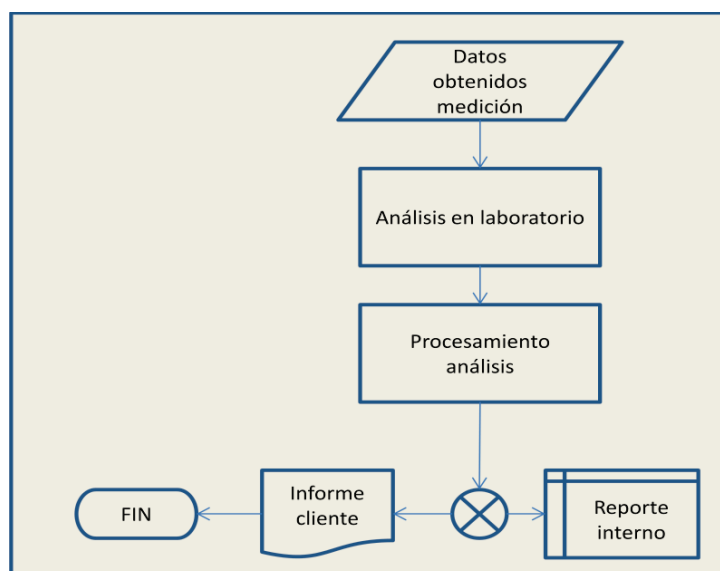 Datos
obtenidos
medición
Análisis en laboratorio
Procesamiento
análisis
FIN
Informe
cliente
Reporte
interno